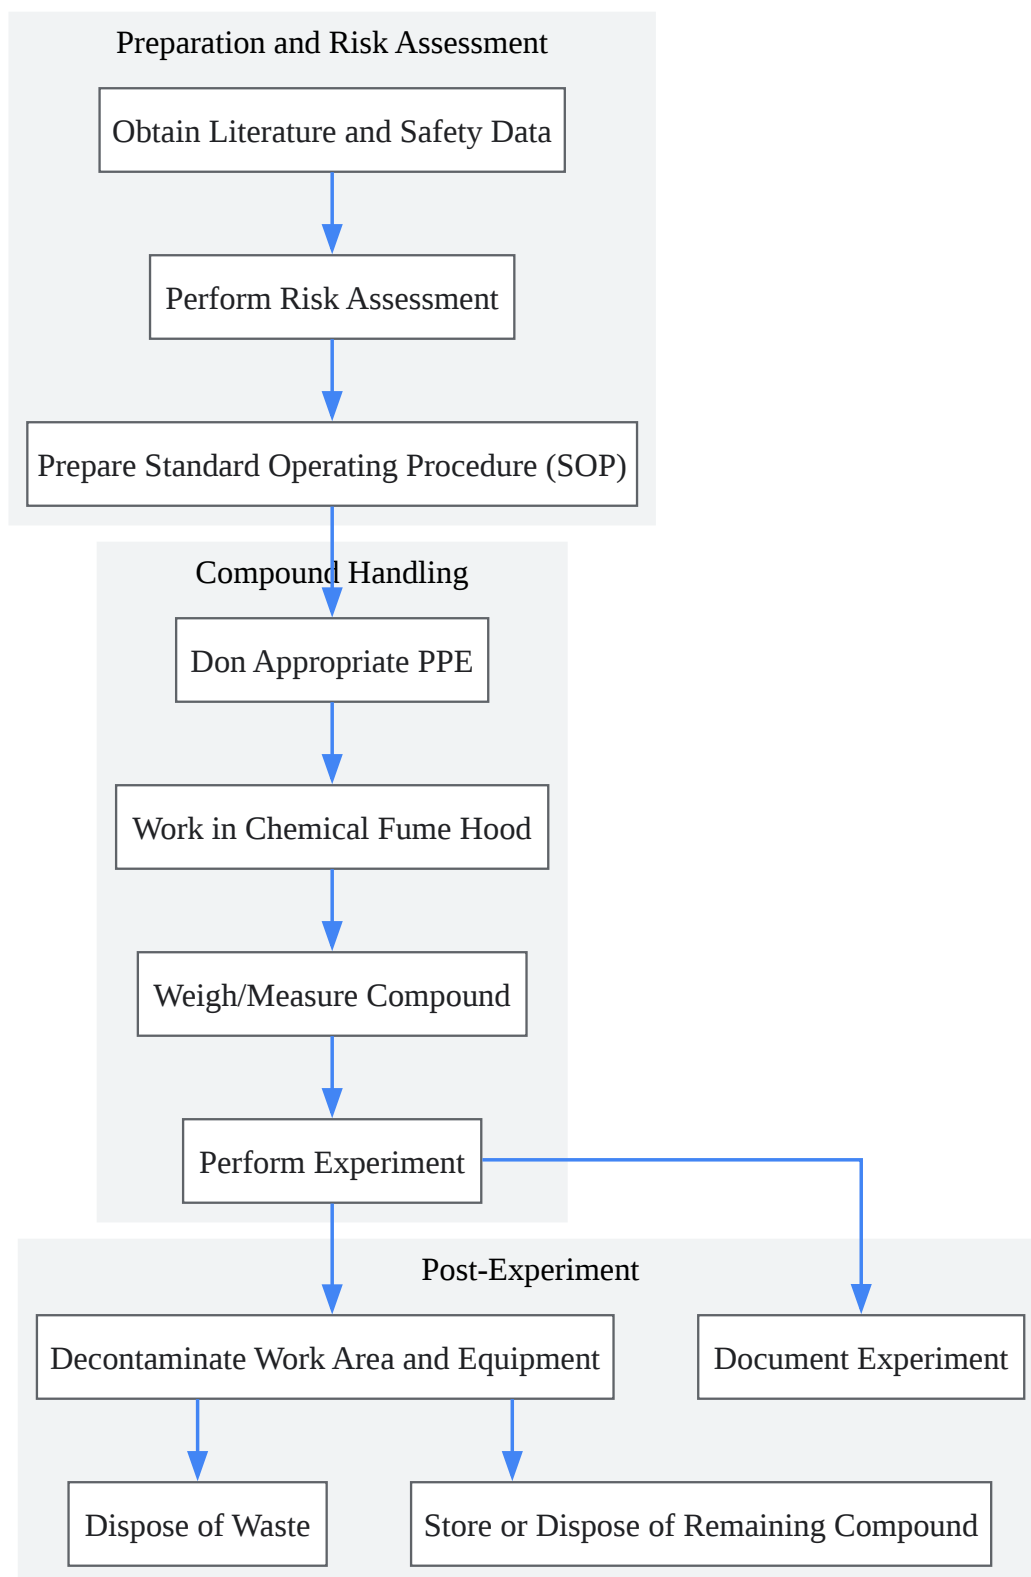 Preparation and Risk Assessment
Obtain Literature and Safety Data
Perform Risk Assessment
Prepare Standard Operating Procedure (SOP)
Compound Handling
Don Appropriate PPE
Work in Chemical Fume Hood
Weigh/Measure Compound
Perform Experiment
Post-Experiment
Decontaminate Work Area and Equipment
Document Experiment
Dispose of Waste
Store or Dispose of Remaining Compound